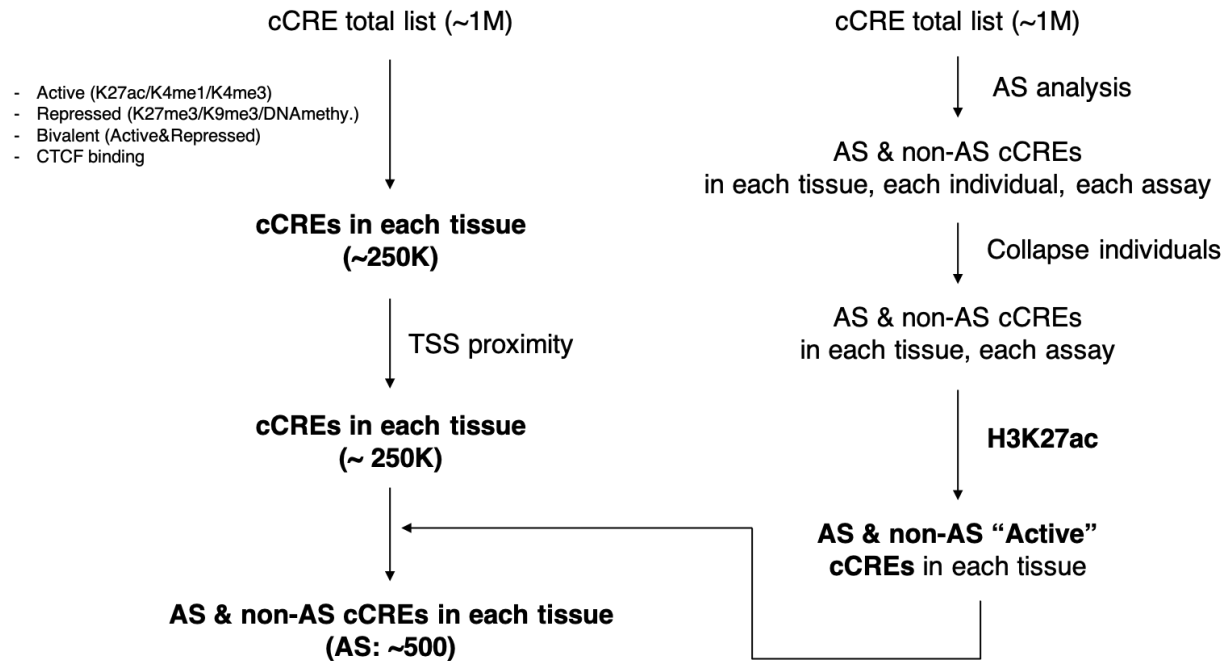 cCRE total list (~1M)
- Active (K27ac/K4me1/K4me3)
- Repressed (K27me3/K9me3/DNAmethy.)
- Bivalent (Active&Repressed)
- CTCF binding
cCREs in each tissue
(~250K)
TSS proximity
cCREs in each tissue
(~ 250K)
AS & non-AS cCREs in each tissue
(AS: ~500)
cCRE total list (~1M)
AS analysis
AS & non-AS cCREs
in each tissue, each individual, each assay
Collapse individuals
AS & non-AS cCREs
in each tissue, each assay
H3K27ac
AS & non-AS “Active”
cCREs in each tissue